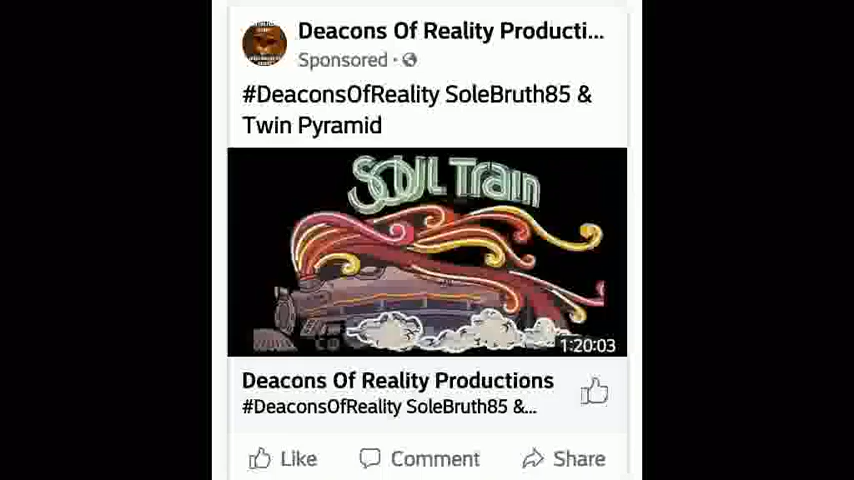 Deacons Of Reality Producti...
Sponsored ·
#DeaconsOfReality SoleBruth85 &
Twin Pyramid
SOUL Train
1:20:03
Deacons Of Reality Productions
#DeaconsOfReality SoleBruth85 &...
Like Comment Share